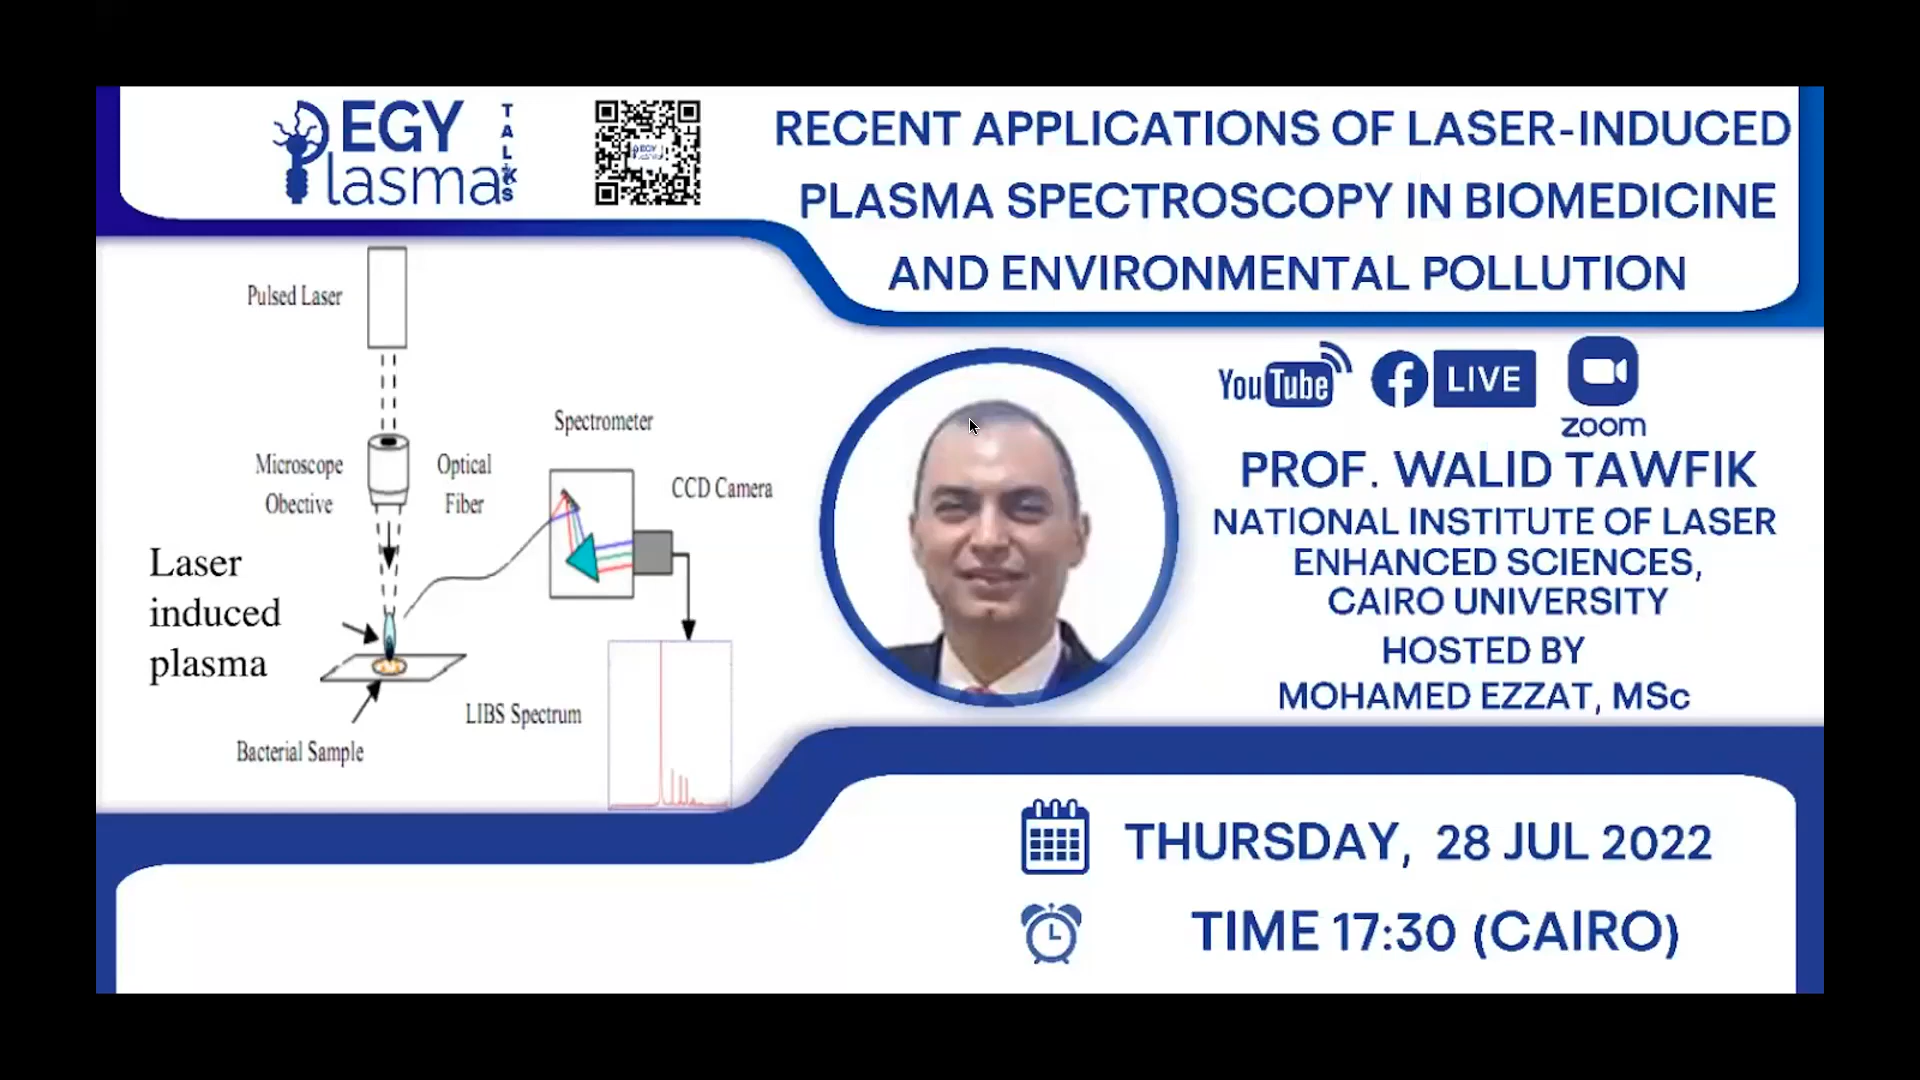 EGY
Plasma
TALKS
RECENT APPLICATIONS OF LASER-INDUCED
PLASMA SPECTROSCOPY IN BIOMEDICINE
AND ENVIRONMENTAL POLLUTION
Pulsed Laser
Microscope
Obective
Optical
Fiber
Spectrometer
CCD Camera
Laser
induced
plasma
LIBS Spectrum
Bacterial Sample
YouTube
LIVE
zoom
PROF. WALID TAWFIK
NATIONAL INSTITUTE OF LASER
ENHANCED SCIENCES,
CAIRO UNIVERSITY
HOSTED BY
MOHAMED EZZAT, MSc
THURSDAY, 28 JUL 2022
TIME 17:30 (CAIRO)